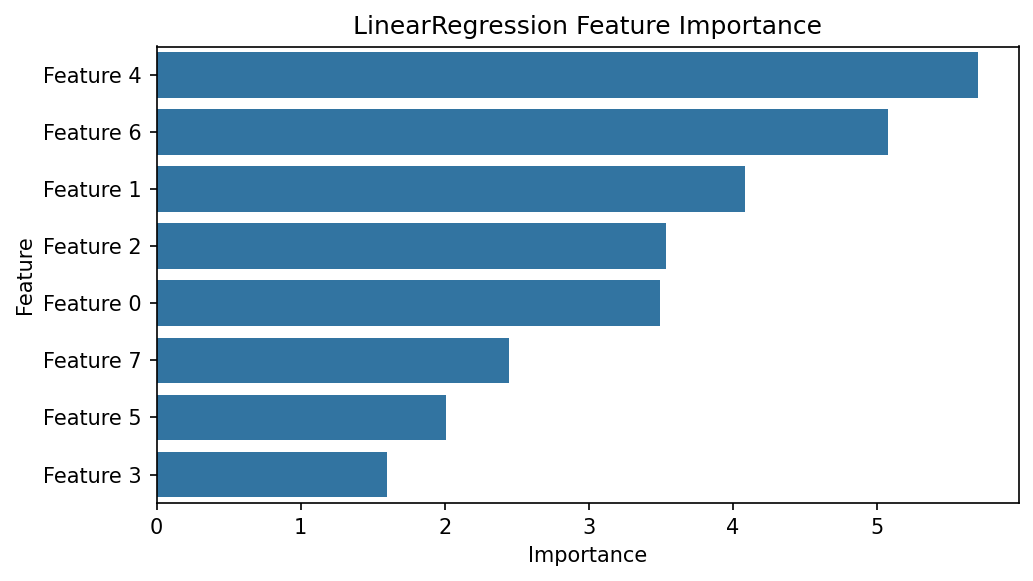 LinearRegression Feature Importance
Feature
Feature 4
Feature 6
Feature 1
Feature 2
Feature 0
Feature 7
Feature 5
Feature 3
0 1 2 3 4 5
Importance